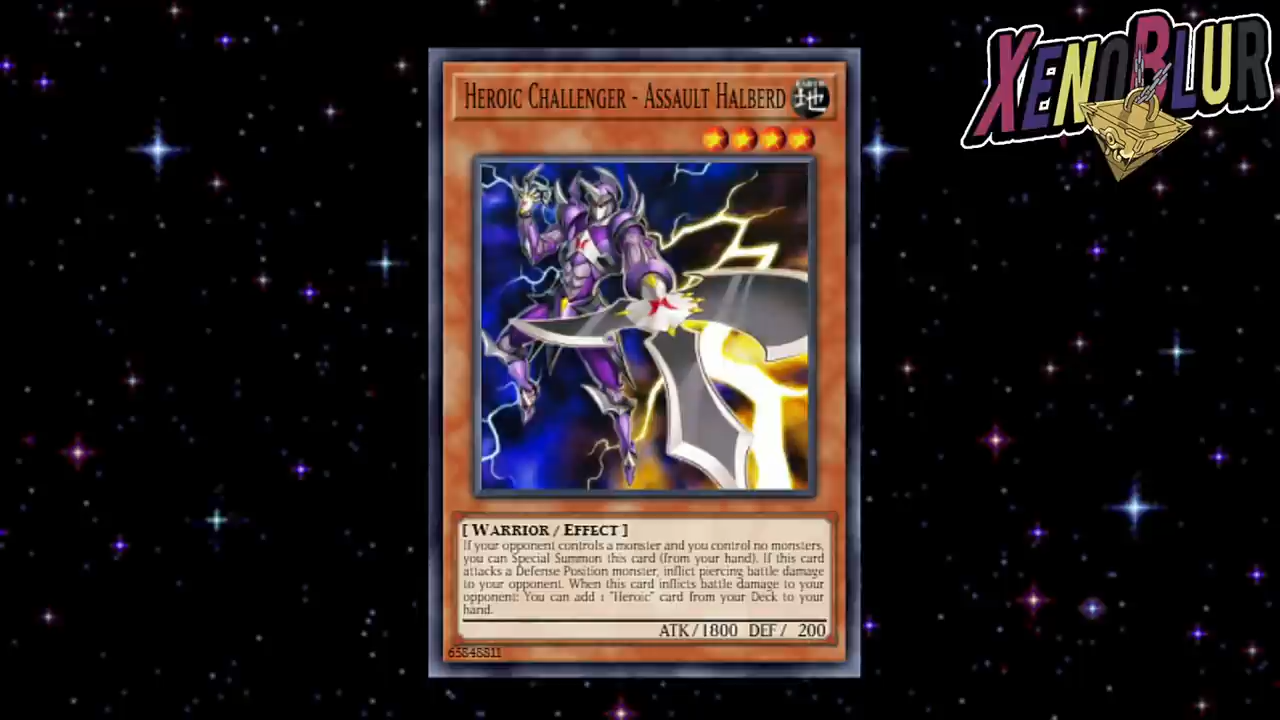 XENOBLUR
HEROIC CHALLENGER - ASSAULT HALBERD
EARTH
地
[ WARRIOR / EFFECT ]
If your opponent controls a monster and you control no monsters,
you can Special Summon this card (from your hand). If this card
attacks a Defense Position monster, inflict piercing battle damage
to your opponent. When this card inflicts battle damage to your
opponent: You can add 1 "Heroic" card from your Deck to your
hand.
ATK / 1800 DEF / 200
65848811